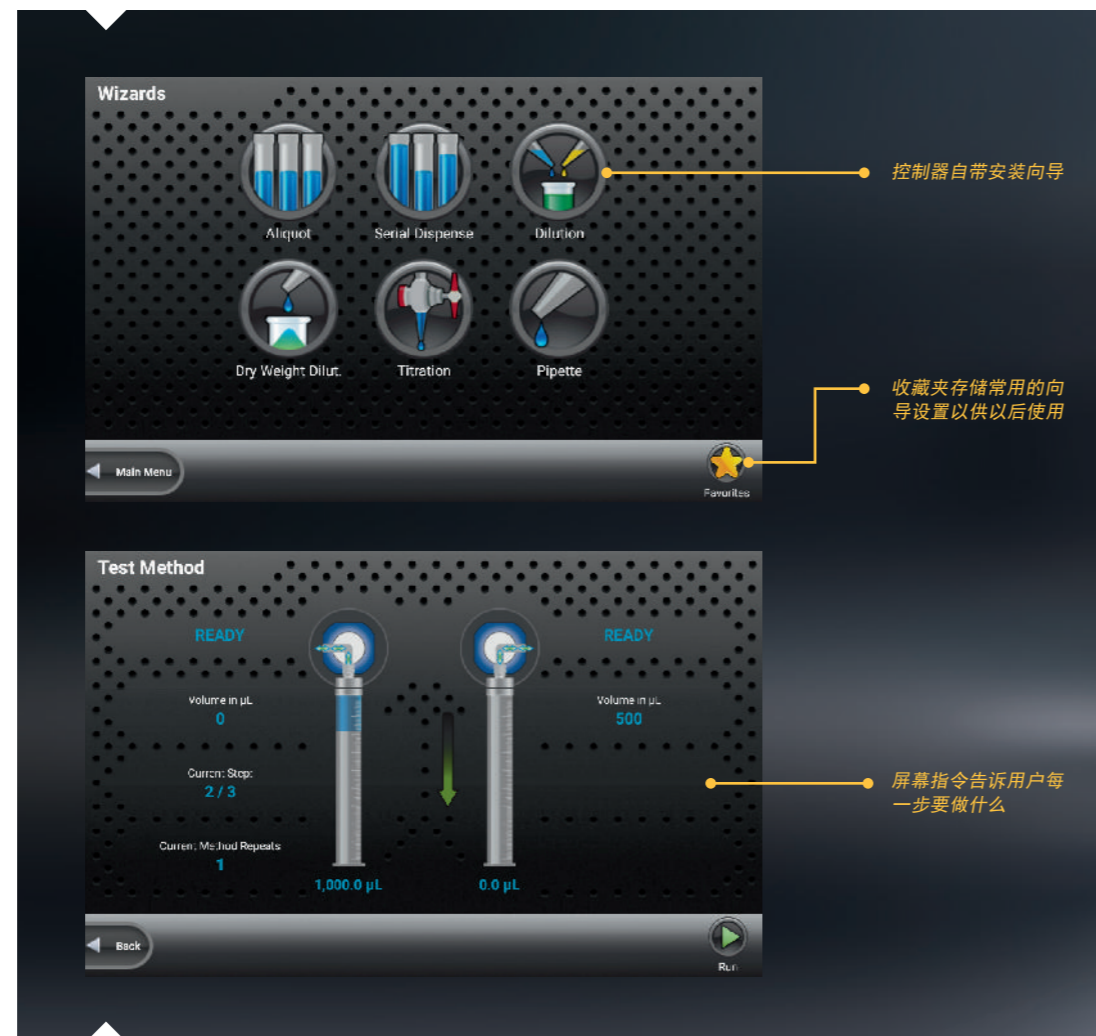 Wizards
Aliquot
Serial Dispense
Dilution
控制器自带安装向导
Dry Weight Dilut.
Titration
Pipette
收藏夹存储常用的向
导设置以供以后使用
Main Menu
Favorites
Test Method
READY
READY
Volume in µL
0
Volume in µL
500
Current Step:
2 / 3
屏幕指令告诉用户每
一步要做什么
Current Method Repeats
1
1,000.0 µL
0.0 µL
Back
Run